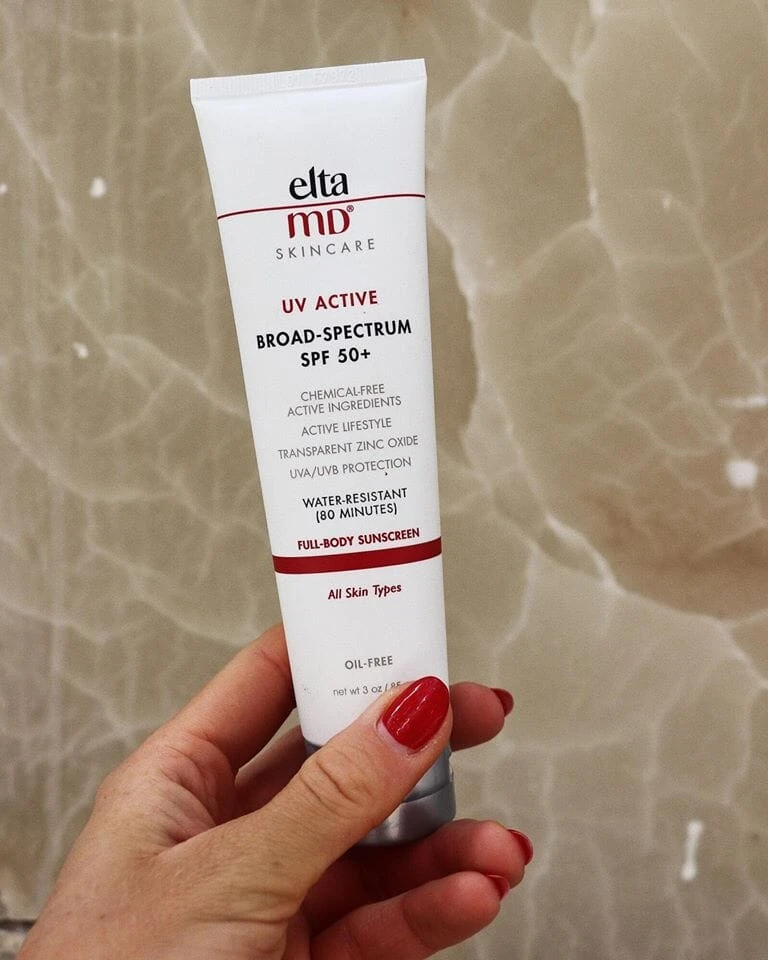 elta
MD®
SKINCARE
UV ACTIVE
BROAD-SPECTRUM
SPF 50+
CHEMICAL-FREE
ACTIVE INGREDIENTS
ACTIVE LIFESTYLE
TRANSPARENT ZINC OXIDE
UVA/UVB PROTECTION
WATER-RESISTANT
(80 MINUTES)
FULL-BODY SUNSCREEN
All Skin Types
OIL-FREE
net wt 3 oz /